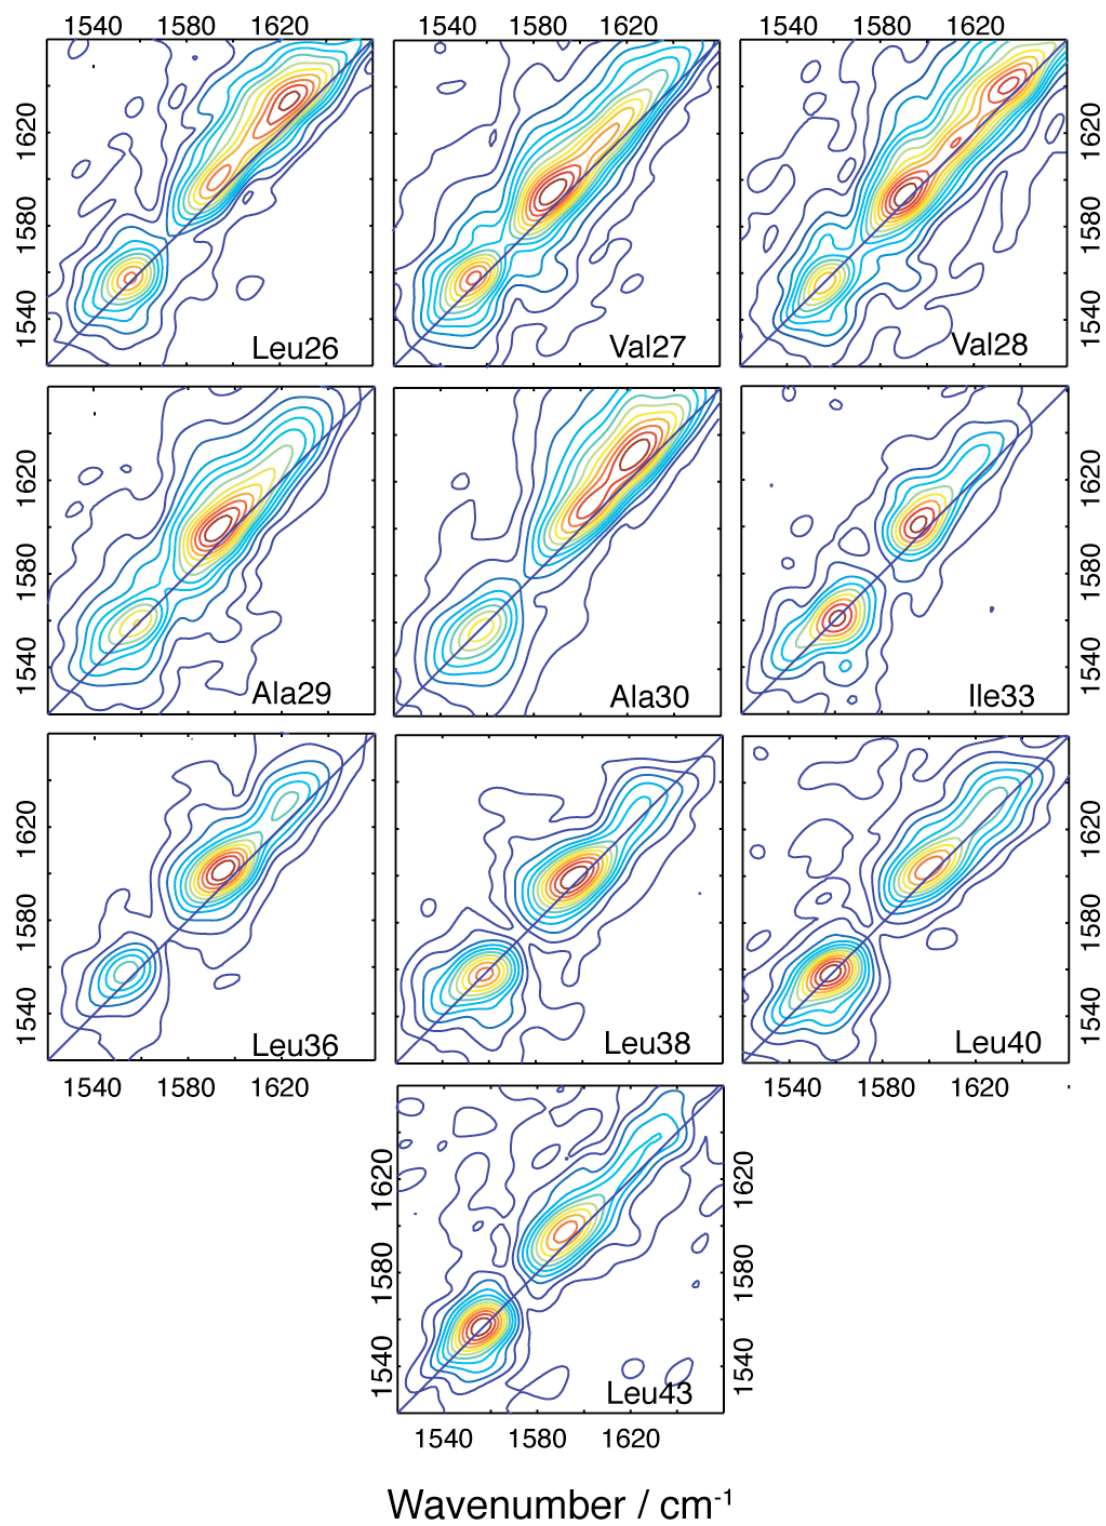 1540 1580 1620 1540 1580 1620 1540 1580 1620
1620 1620
1580 1580
1540 1540
Leu26 Val27 Val28
1620 1620
1580 1580
1540 1540
Ala29 Ala30 Ile33
1620 1620
1580 1580
1540 1540
Leu36 Leu38 Leu40
1540 1580 1620 1540 1580 1620
1620 1620
1580 1580
1540 1540
Leu43
1540 1580 1620
Wavenumber / cm-1